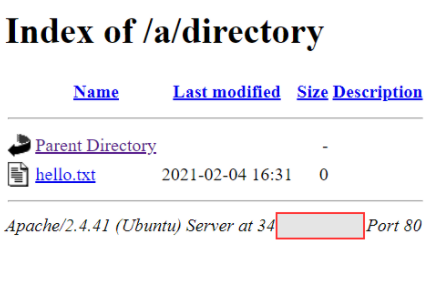 Index of /a/directory
Name Last modified Size Description
Parent Directory -
hello.txt 2021-02-04 16:31 0
Apache/2.4.41 (Ubuntu) Server at 34 Port 80